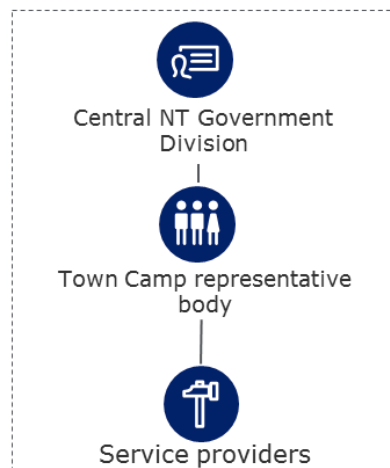 Central NT Government
Division
Town Camp representative
body
Service providers